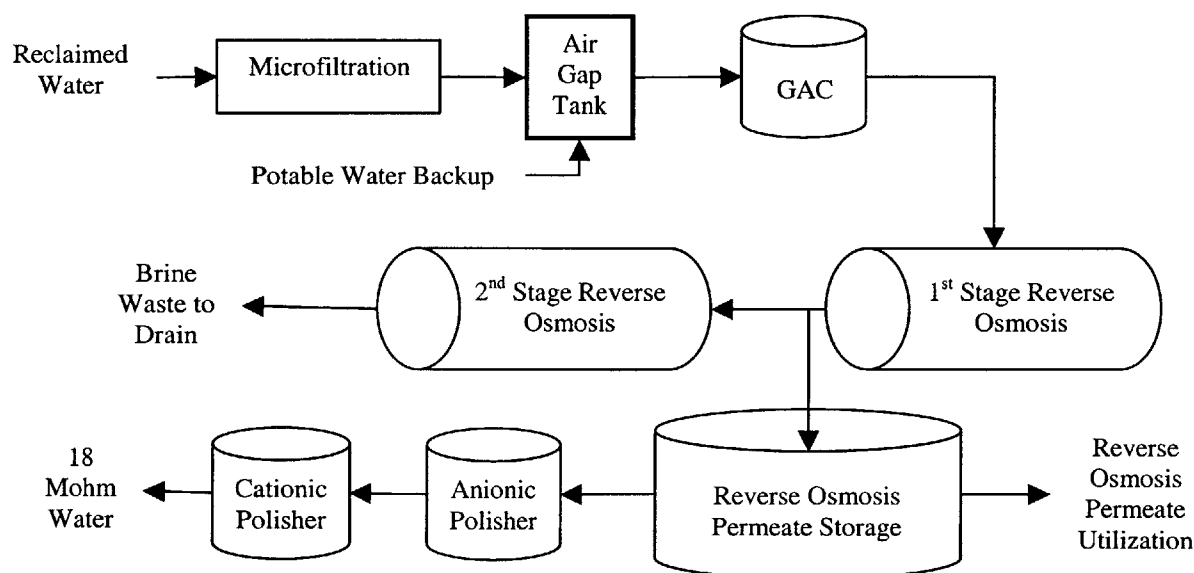 Reclaimed
Water
Microfiltration
Air
Gap
Tank
GAC
Potable Water Backup
Brine
Waste to
Drain
2nd Stage Reverse
Osmosis
1st Stage Reverse
Osmosis
18
Mohm
Water
Cationic
Polisher
Anionic
Polisher
Reverse Osmosis
Permeate Storage
Reverse
Osmosis
Permeate
Utilization